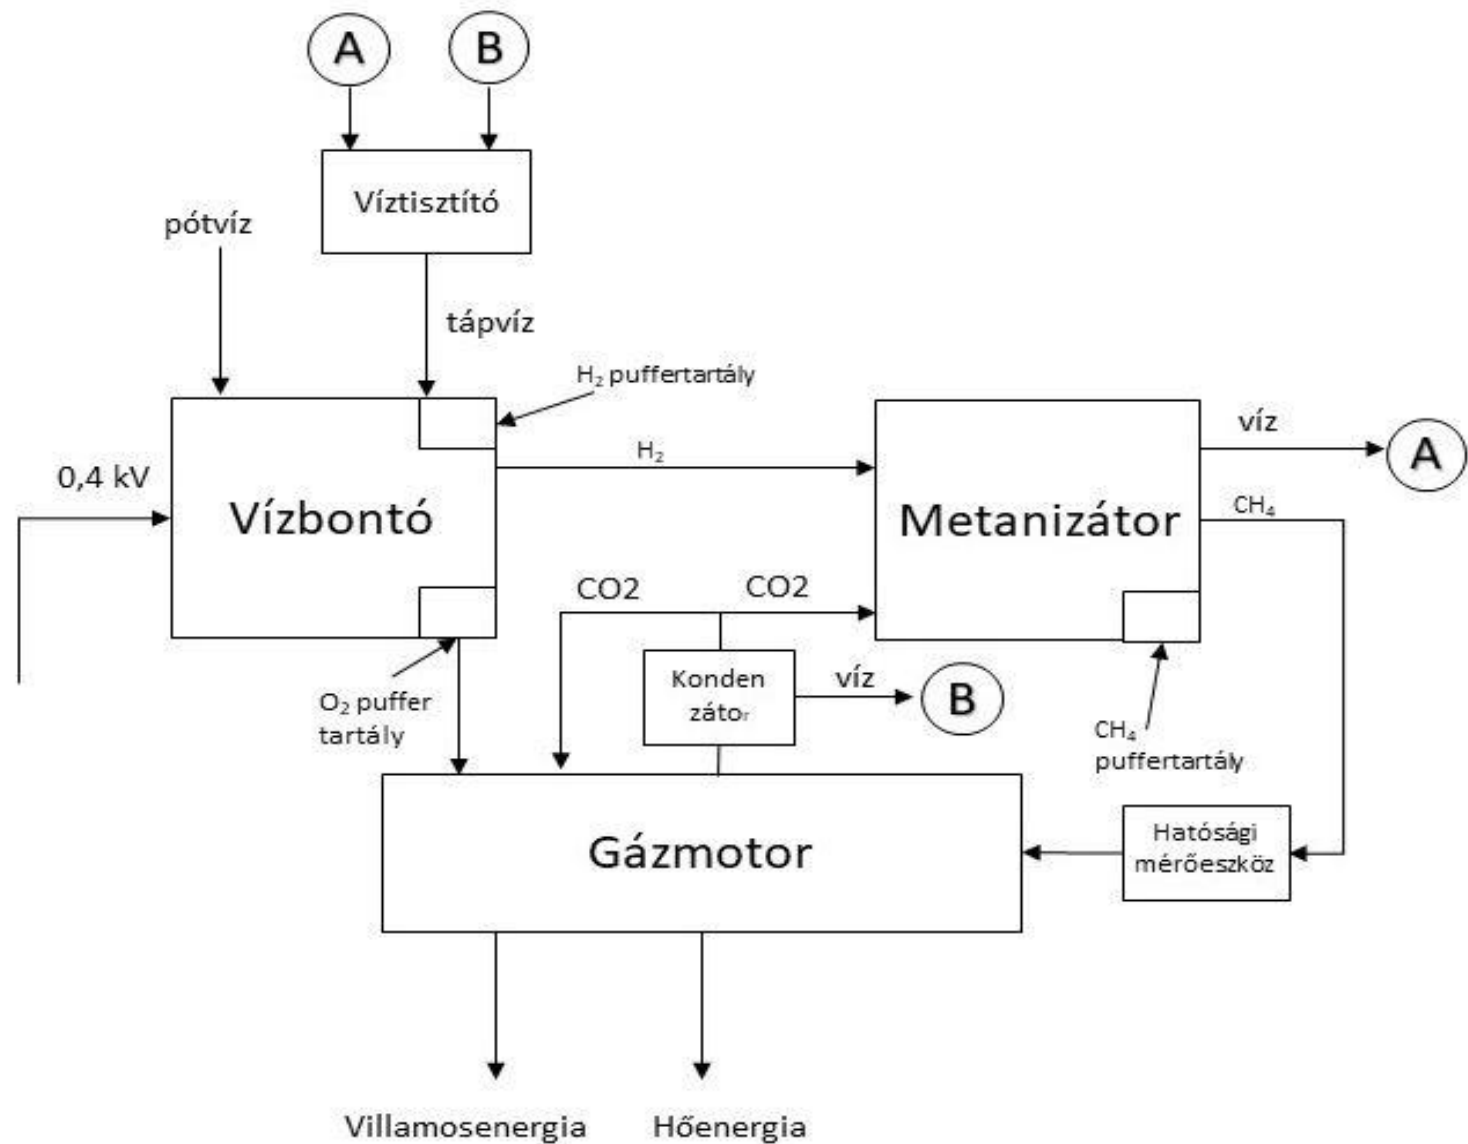 A
B
Víztisztító
pótvíz
tápvíz
H₂ puffertartály
H₂
0,4 kV
Vízbontó
Metanizátor
víz
A
CH₄
CO2
CO2
Konden
zátor
víz
B
O₂ puffer
tartály
CH₄
puffertartály
Gázmotor
Hatósági
mérőeszköz
Villamosenergia
Hőenergia